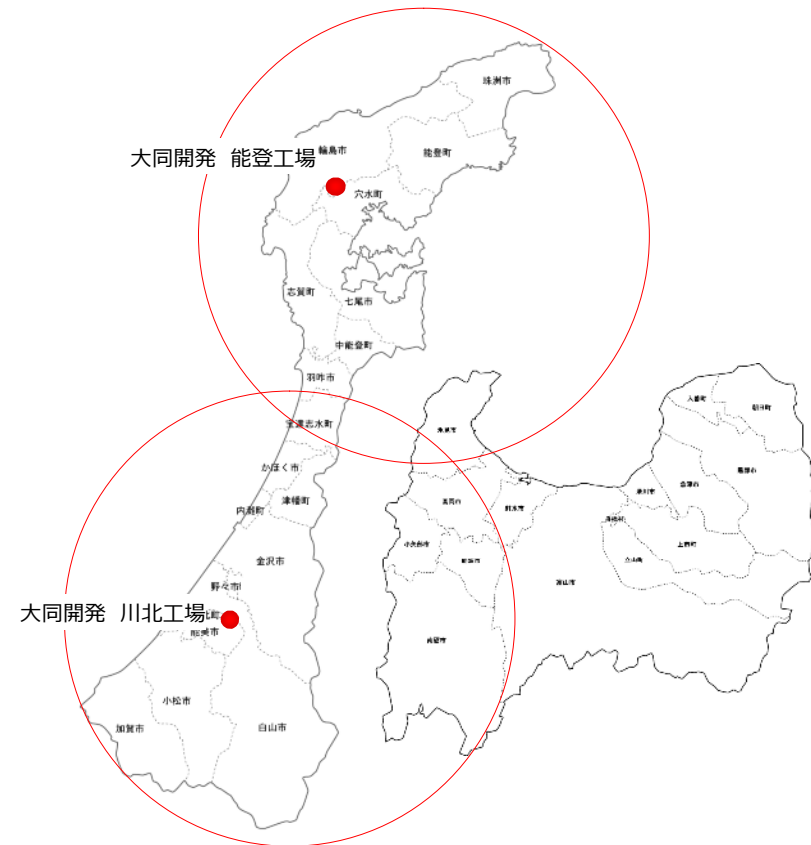 珠洲市
輪島市
能登町
大同開発 能登工場
穴水町
志賀町
七尾市
中能登町
羽咋市
宝達志水町
かほく市
津幡町
内灘町
金沢市
野々市
大同開発 川北工場
能美市
小松市
加賀市
白山市
氷見市
高岡市
射水市
小矢部市
砺波市
南砺市
富山市
入善町
朝日町
黒部市
魚津市
滑川市
舟橋村
上市町
立山町